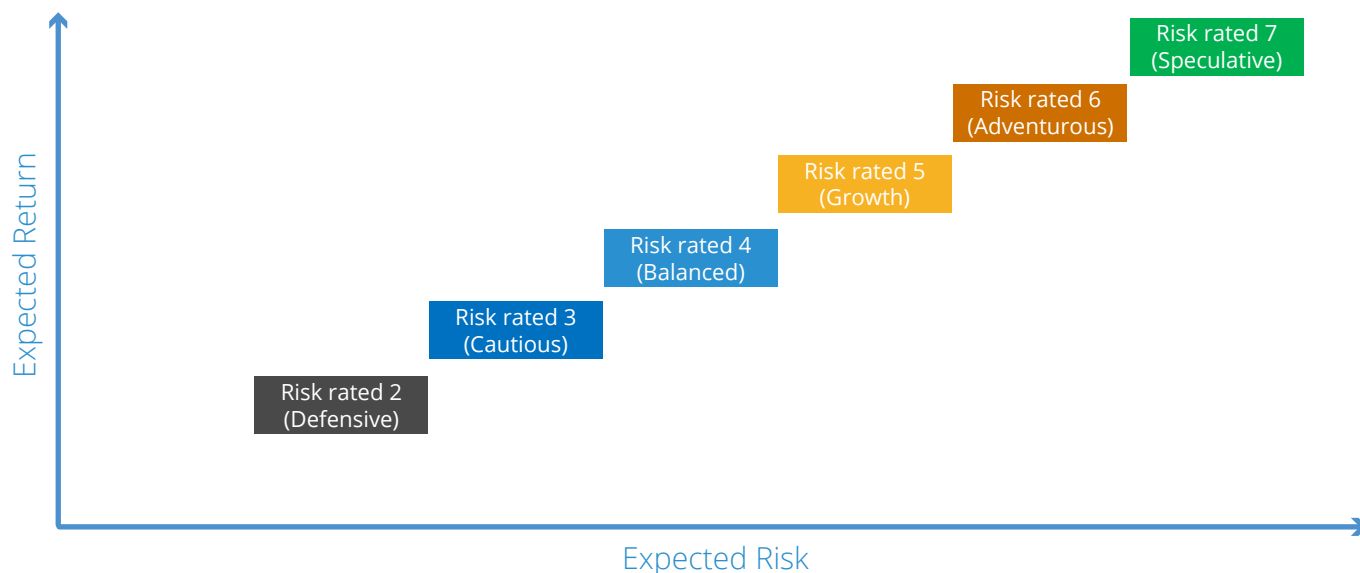 Risk rated 7
(Speculative)
Risk rated 6
(Adventurous)
Risk rated 5
(Growth)
Risk rated 4
(Balanced)
Risk rated 3
(Cautious)
Risk rated 2
(Defensive)
Expected Return
Expected Risk